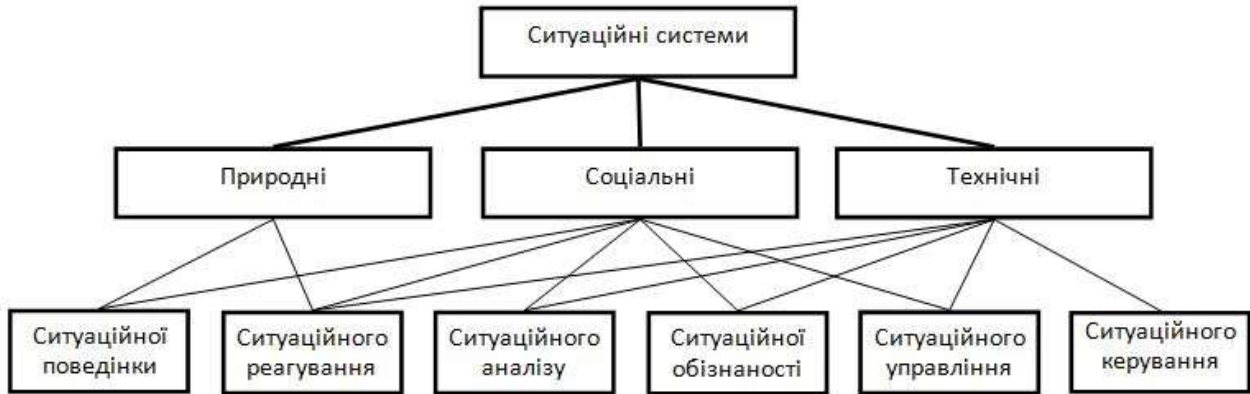 Ситуаційні системи
Природні
Соціальні
Технічні
Ситуаційної
поведінки
Ситуаційного
реагування
Ситуаційного
аналізу
Ситуаційної
обізнаності
Ситуаційного
управління
Ситуаційного
керування